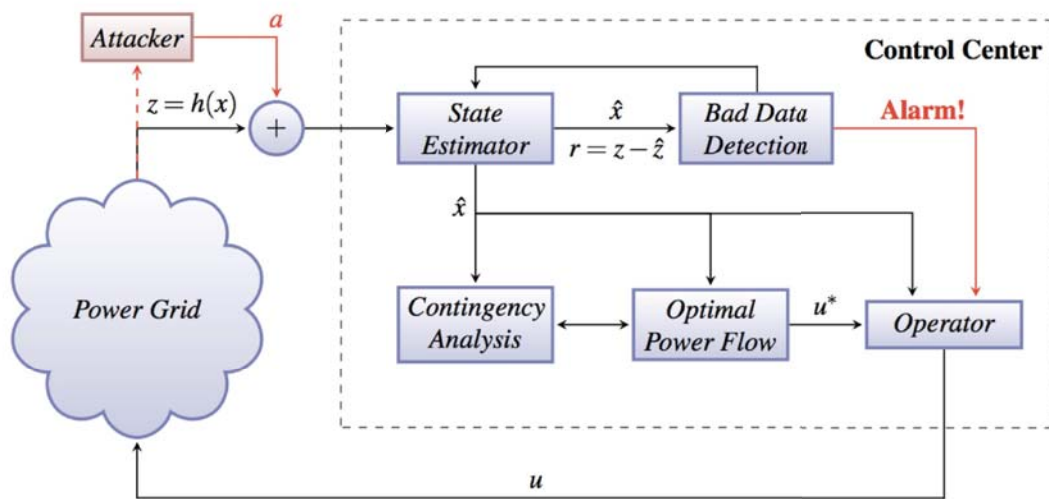 a
Attacker
Control Center
z = h(x)
+
State
Estimator
x̂
r = z − ẑ
Bad Data
Detection
Alarm!
x̂
Power Grid
Contingency
Analysis
Optimal
Power Flow
u*
Operator
u